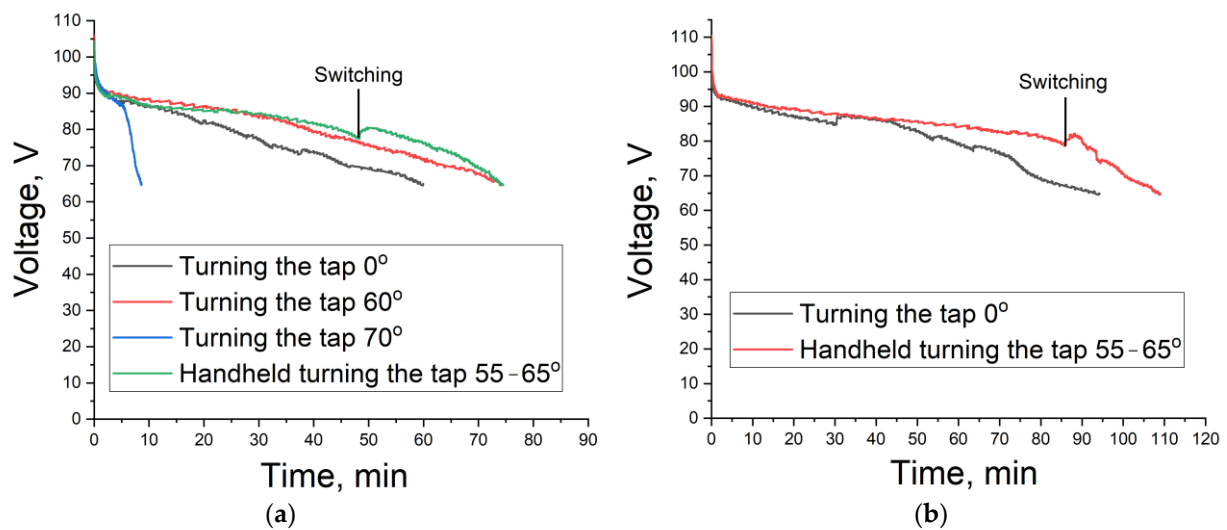 110
100
90
80
70
60
50
40
30
20
10
0
Voltage, V
Switching
Turning the tap 0°
Turning the tap 60°
Turning the tap 70°
Handheld turning the tap 55–65°
0 10 20 30 40 50 60 70 80 90
Time, min
(a)
110
100
90
80
70
60
50
40
30
20
10
0
Voltage, V
Switching
Turning the tap 0°
Handheld turning the tap 55–65°
0 10 20 30 40 50 60 70 80 90 100 110 120
Time, min
(b)